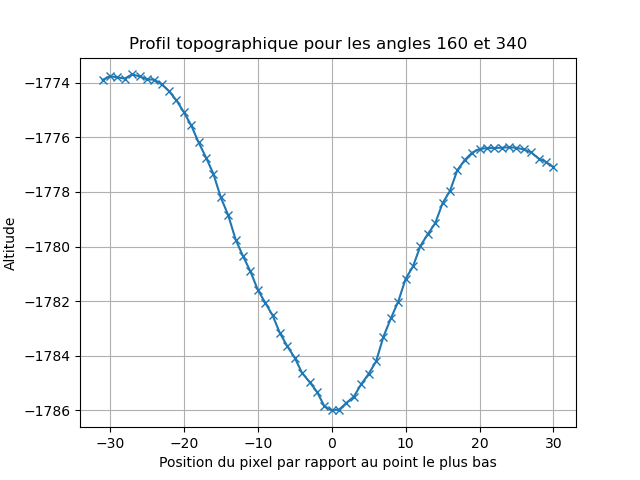 Profil topographique pour les angles 160 et 340
−1774
−1776
−1778
−1780
−1782
−1784
−1786
Altitude
−30 −20 −10 0 10 20 30
Position du pixel par rapport au point le plus bas